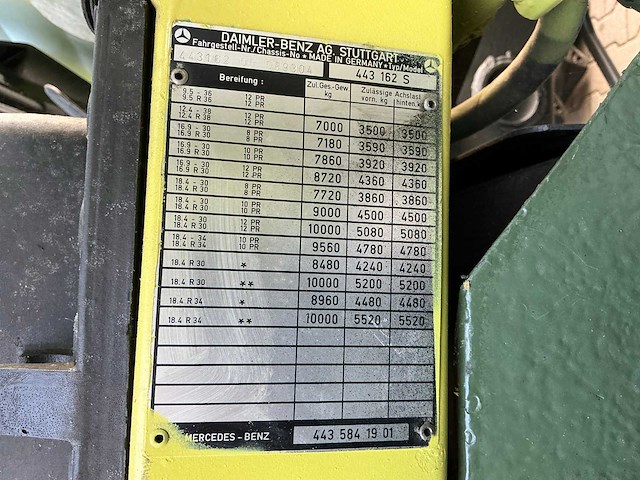 DAIMLER-BENZ AG. STUTTGART
Fahrgestell-Nr./Chassis-No • MADE IN GERMANY • Typ/Model
443 162 S
Bereifung : Zul.Ges.-Gew. kg Zulässige Achslast vorn. kg hinten. k
9.5 - 36 12 PR
9.5 R 36 12 PR
12.4 - 38 12 PR 7000 3500 3500
12.4 R 38 12 PR
16.9 - 30 8 PR 7180 3590 3590
16.9 R 30 8 PR
16.9 - 30 10 PR 7860 3920 3920
16.9 R 30 10 PR
16.9 - 30 12 PR 8720 4360 4360
16.9 R 30 12 PR
18.4 - 30 8 PR 7720 3860 3860
18.4 R 30 8 PR
18.4 - 30 10 PR 9000 4500 4500
18.4 R 30 10 PR
18.4 - 30 12 PR 10000 5080 5080
18.4 R 30 12 PR
18.4 - 34 10 PR 9560 4780 4780
18.4 R 34 10 PR
18.4 R 30 * 8480 4240 4240
18.4 R 30 ** 10000 5200 5200
18.4 R 34 * 8960 4480 4480
18.4 R 34 ** 10000 5520 5520
MERCEDES - BENZ 443 584 19 01